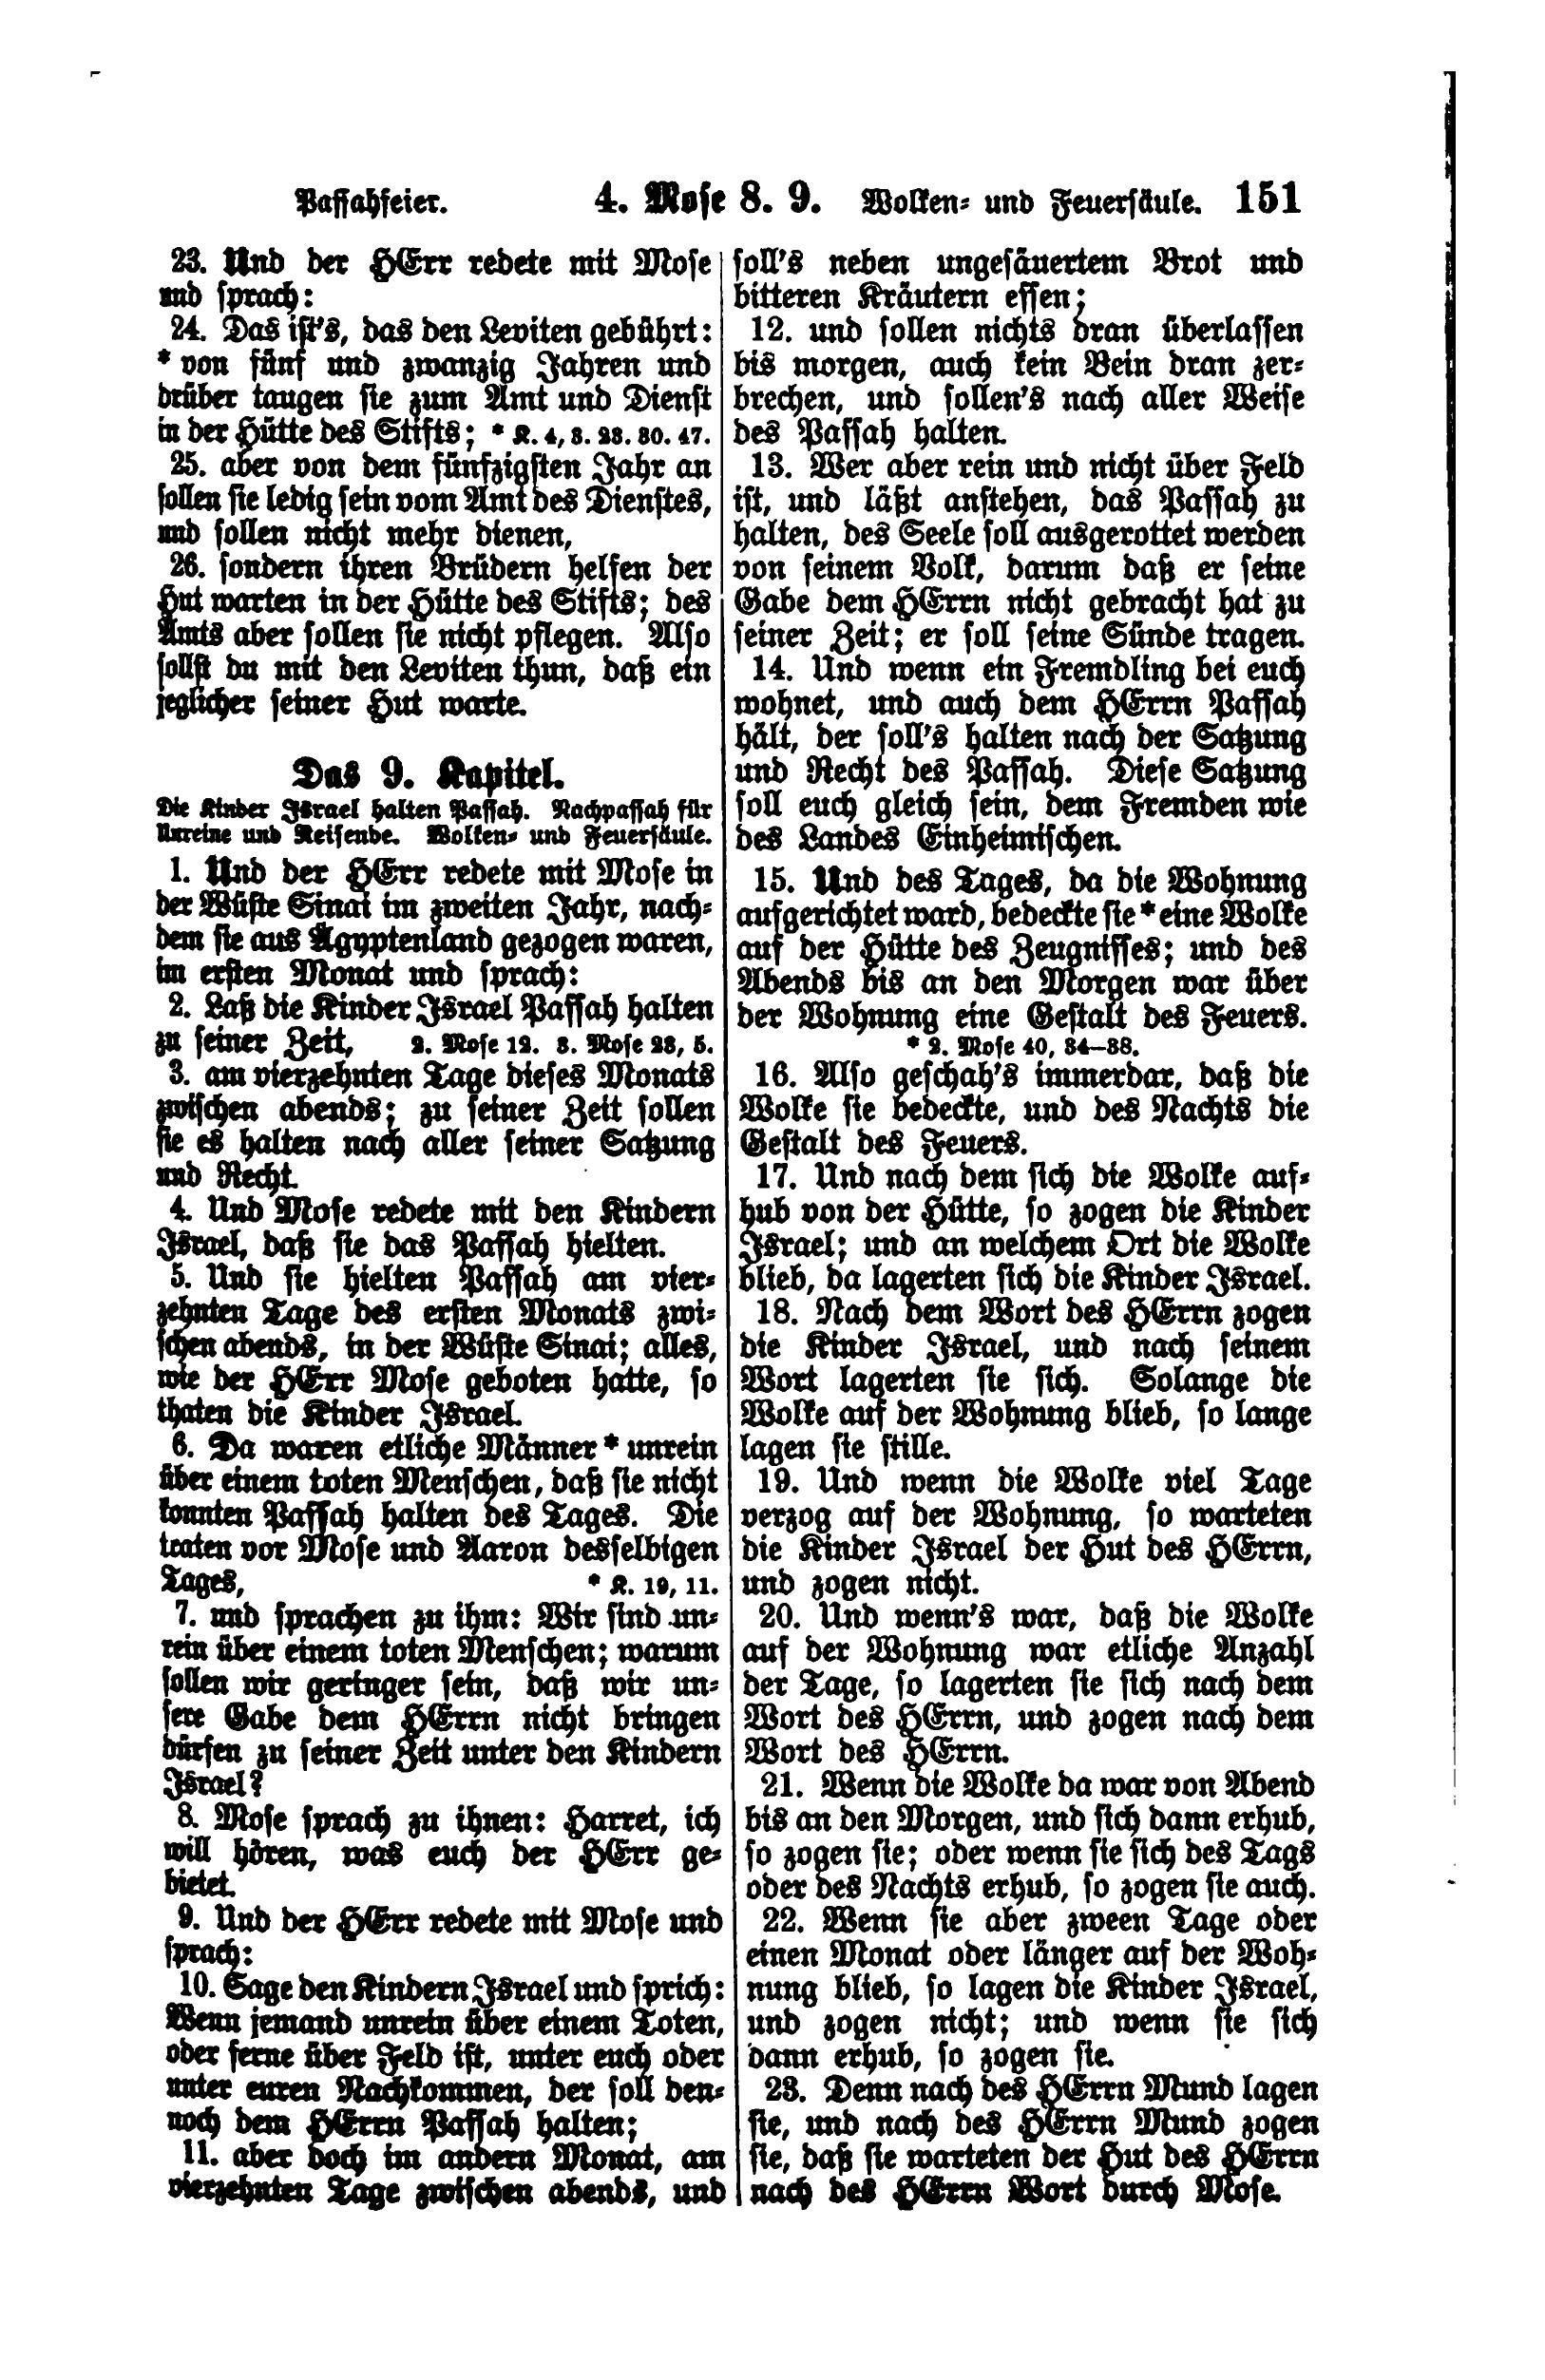 Passahfeier. 4. Mose 8. 9. Wolken- und Feuersäule. 151
23. Und der HErr redete mit Mose
und sprach:
24. Das ist's, das den Leviten gebührt:
* von fünf und zwanzig Jahren und
drüber taugen sie zum Amt und Dienst
in der Hütte des Stifts; * K. 4, 3. 23. 30. 47.
25. aber von dem fünfzigsten Jahr an
sollen sie ledig sein vom Amt des Dienstes,
und sollen nicht mehr dienen,
26. sondern ihren Brüdern helfen der
Hut warten in der Hütte des Stifts; des
Amts aber sollen sie nicht pflegen. Also
sollst du mit den Leviten thun, daß ein
jeglicher seiner Hut warte.
Das 9. Kapitel.
Die Kinder Israel halten Passah. Nachpassah für
Unreine und Reisende. Wolken- und Feuersäule.
1. Und der HErr redete mit Mose in
der Wüste Sinai im zweiten Jahr, nach-
dem sie aus Ägyptenland gezogen waren,
im ersten Monat und sprach:
2. Laß die Kinder Israel Passah halten
zu seiner Zeit, 2. Mose 12. 3. Mose 23, 5.
3. am vierzehnten Tage dieses Monats
zwischen abends; zu seiner Zeit sollen
sie es halten nach aller seiner Satzung
und Recht.
4. Und Mose redete mit den Kindern
Israel, daß sie das Passah hielten.
5. Und sie hielten Passah am vier-
zehnten Tage des ersten Monats zwi-
schen abends, in der Wüste Sinai; alles,
wie der HErr Mose geboten hatte, so
thaten die Kinder Israel.
6. Da waren etliche Männer * unrein
über einem toten Menschen, daß sie nicht
konnten Passah halten des Tages. Die
traten vor Mose und Aaron desselbigen
Tages, * K. 19, 11.
7. und sprachen zu ihm: Wir sind un-
rein über einem toten Menschen; warum
sollen wir geringer sein, daß wir un-
sere Gabe dem HErrn nicht bringen
dürfen zu seiner Zeit unter den Kindern
Israel?
8. Mose sprach zu ihnen: Harret, ich
will hören, was euch der HErr ge-
bietet.
9. Und der HErr redete mit Mose und
sprach:
10. Sage den Kindern Israel und sprich:
Wenn jemand unrein über einem Toten,
oder ferne über Feld ist, unter euch oder
unter euren Nachkommen, der soll den-
noch dem HErrn Passah halten;
11. aber doch im andern Monat, am
vierzehnten Tage zwischen abends, und
soll's neben ungesäuertem Brot und
bitteren Kräutern essen;
12. und sollen nichts dran überlassen
bis morgen, auch kein Bein dran zer-
brechen, und sollen's nach aller Weise
des Passah halten.
13. Wer aber rein und nicht über Feld
ist, und läßt anstehen, das Passah zu
halten, des Seele soll ausgerottet werden
von seinem Volk, darum daß er seine
Gabe dem HErrn nicht gebracht hat zu
seiner Zeit; er soll seine Sünde tragen.
14. Und wenn ein Fremdling bei euch
wohnet, und auch dem HErrn Passah
hält, der soll's halten nach der Satzung
und Recht des Passah. Diese Satzung
soll euch gleich sein, dem Fremden wie
des Landes Einheimischen.
15. Und des Tages, da die Wohnung
aufgerichtet ward, bedeckte sie * eine Wolke
auf der Hütte des Zeugnisses; und des
Abends bis an den Morgen war über
der Wohnung eine Gestalt des Feuers.
* 2. Mose 40, 34–38.
16. Also geschah's immerdar, daß die
Wolke sie bedeckte, und des Nachts die
Gestalt des Feuers.
17. Und nach dem sich die Wolke auf-
hub von der Hütte, so zogen die Kinder
Israel; und an welchem Ort die Wolke
blieb, da lagerten sich die Kinder Israel.
18. Nach dem Wort des HErrn zogen
die Kinder Israel, und nach seinem
Wort lagerten sie sich. Solange die
Wolke auf der Wohnung blieb, so lange
lagen sie stille.
19. Und wenn die Wolke viel Tage
verzog auf der Wohnung, so warteten
die Kinder Israel der Hut des HErrn,
und zogen nicht.
20. Und wenn's war, daß die Wolke
auf der Wohnung war etliche Anzahl
der Tage, so lagerten sie sich nach dem
Wort des HErrn, und zogen nach dem
Wort des HErrn.
21. Wenn die Wolke da war von Abend
bis an den Morgen, und sich dann erhub,
so zogen sie; oder wenn sie sich des Tags
oder des Nachts erhub, so zogen sie auch.
22. Wenn sie aber zween Tage oder
einen Monat oder länger auf der Woh-
nung blieb, so lagen die Kinder Israel,
und zogen nicht; und wenn sie sich
dann erhub, so zogen sie.
23. Denn nach des HErrn Mund lagen
sie, und nach des HErrn Mund zogen
sie, daß sie warteten der Hut des HErrn
nach des HErrn Wort durch Mose.